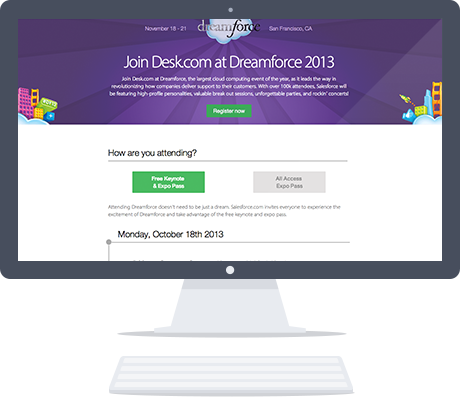 November 18 - 21 dreamforce San Francisco, CA
Join Desk.com at Dreamforce 2013
Join Desk.com at Dreamforce, the largest cloud computing event of the year, as it leads the way in
revolutionizing how companies deliver support to their customers. With over 100k attendees, Salesforce will
be featuring high-profile personalities, valuable break out sessions, unforgettable parties, and rockin' concerts!
Register now
How are you attending?
Free Keynote
& Expo Pass
All Access
Expo Pass
Attending Dreamforce doesn't need to be just a dream. Salesforce.com invites everyone to experience the
excitement of Dreamforce and take advantage of the free keynote and expo pass.
Monday, October 18th 2013